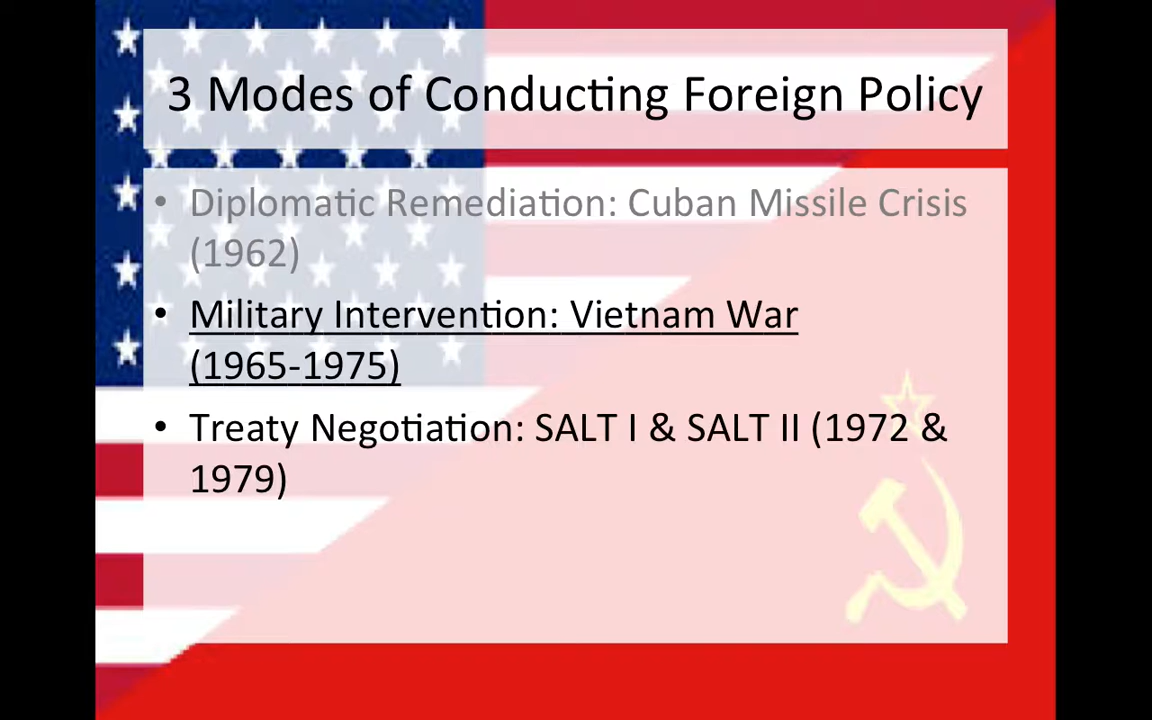 3 Modes of Conducting Foreign Policy
• Diplomatic Remediation: Cuban Missile Crisis
(1962)
• Military Intervention: Vietnam War
(1965-1975)
• Treaty Negotiation: SALT I & SALT II (1972 &
1979)